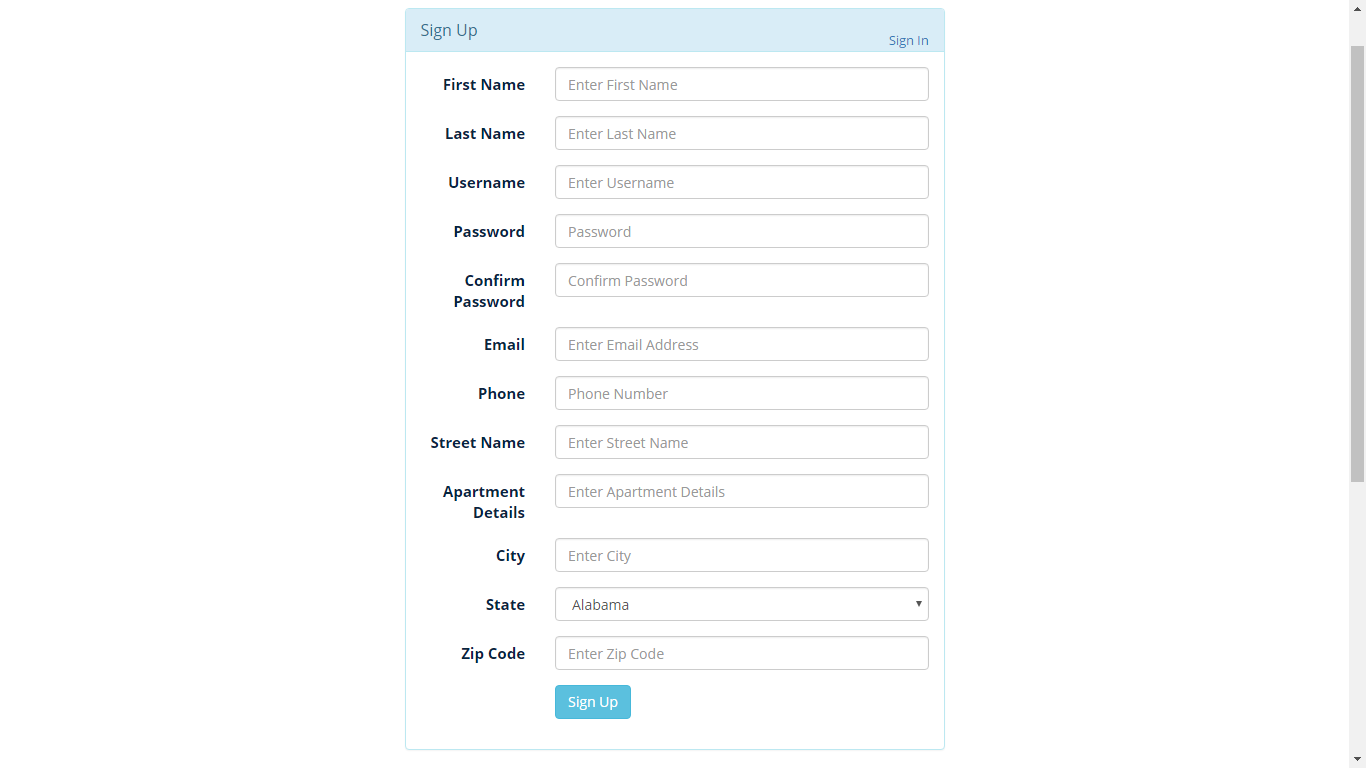 Sign Up
Sign In
First Name
Enter First Name
Last Name
Enter Last Name
Username
Enter Username
Password
Password
Confirm
Password
Confirm Password
Email
Enter Email Address
Phone
Phone Number
Street Name
Enter Street Name
Apartment
Details
Enter Apartment Details
City
Enter City
State
Alabama
Zip Code
Enter Zip Code
Sign Up